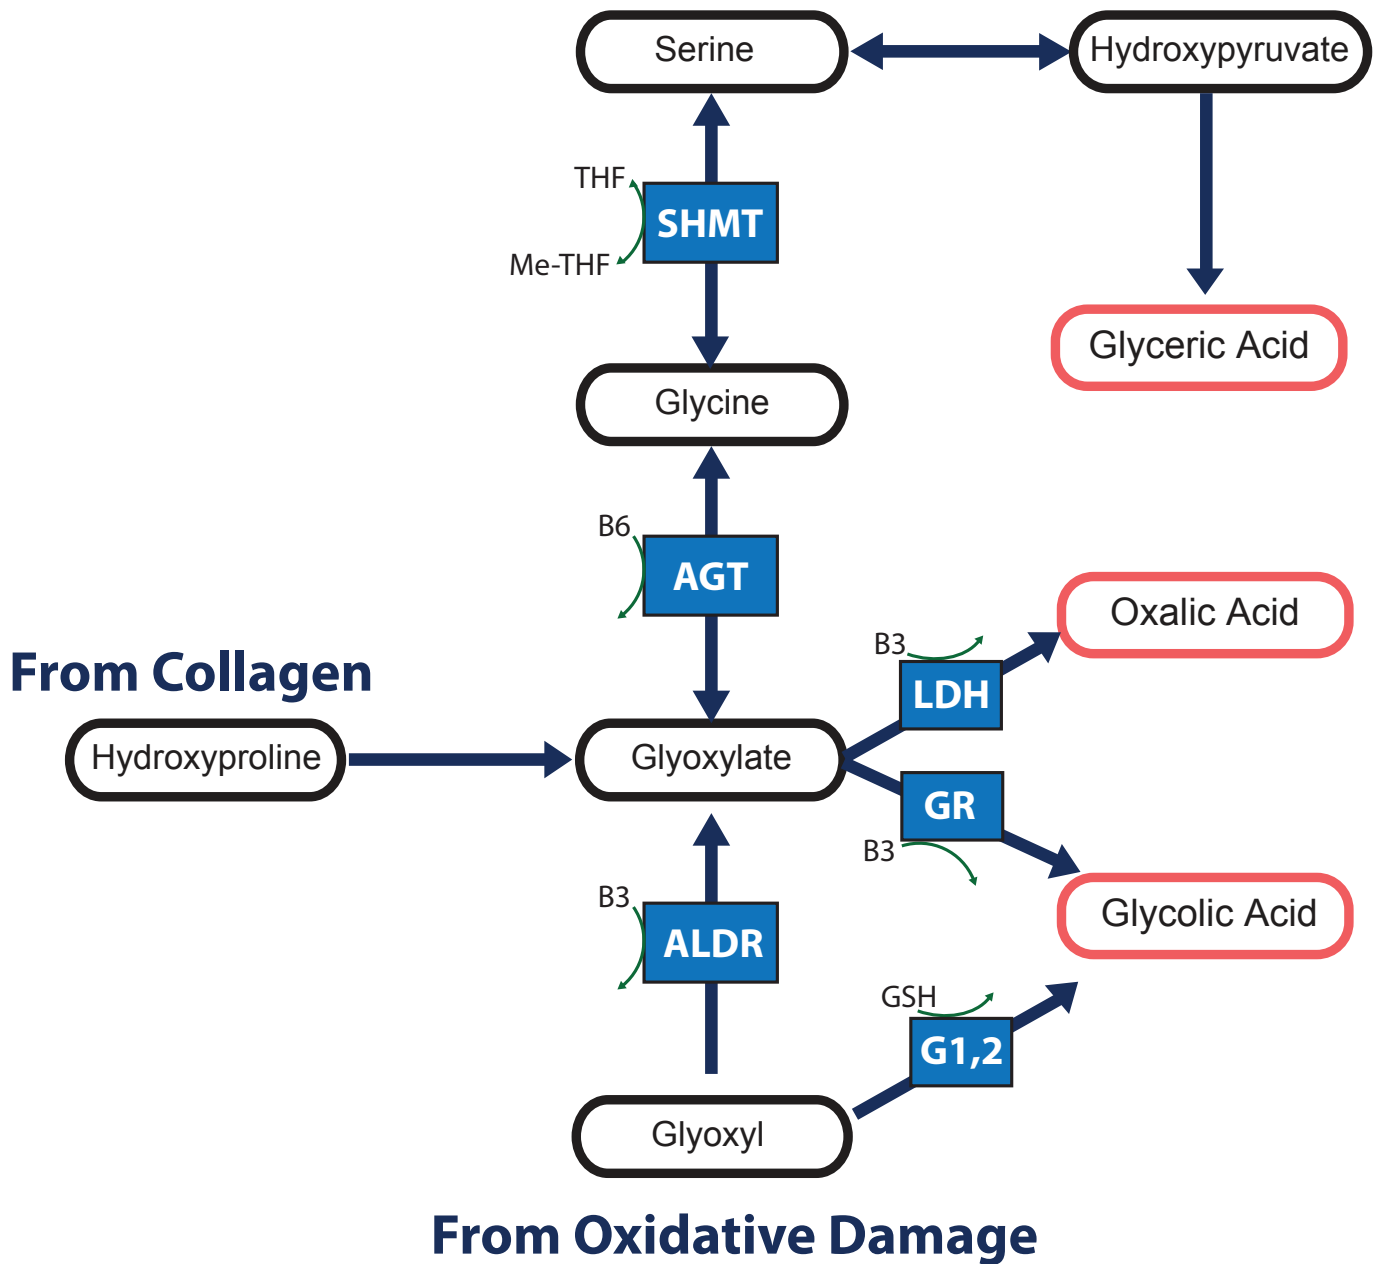 Serine
Hydroxypyruvate
THF
SHMT
Me-THF
Glyceric Acid
Glycine
B6
AGT
Oxalic Acid
B3
LDH
From Collagen
Hydroxyproline
Glyoxylate
GR
B3
B3
ALDR
Glycolic Acid
GSH
G1,2
Glyoxyl
From Oxidative Damage